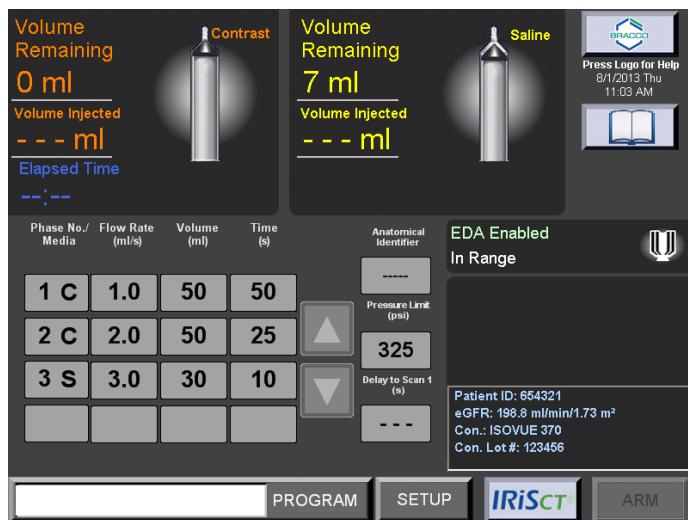 Volume
Remaining
0 ml
Volume Injected
- - - ml
Elapsed Time
--:--
Contrast
Volume
Remaining
7 ml
Volume Injected
- - - ml
Saline
BRACCO
Press Logo for Help
8/1/2013 Thu
11:03 AM
Phase No./ Flow Rate Volume Time
Media (ml/s) (ml) (s)
1 C 1.0 50 50
2 C 2.0 50 25
3 S 3.0 30 10
Anatomical
Identifier
-----
Pressure Limit
(psi)
325
Delay to Scan 1
(s)
- - -
EDA Enabled
In Range
Patient ID: 654321
eGFR: 198.8 ml/min/1.73 m²
Con.: ISOVUE 370
Con. Lot #: 123456
PROGRAM SETUP IRiSCT® ARM